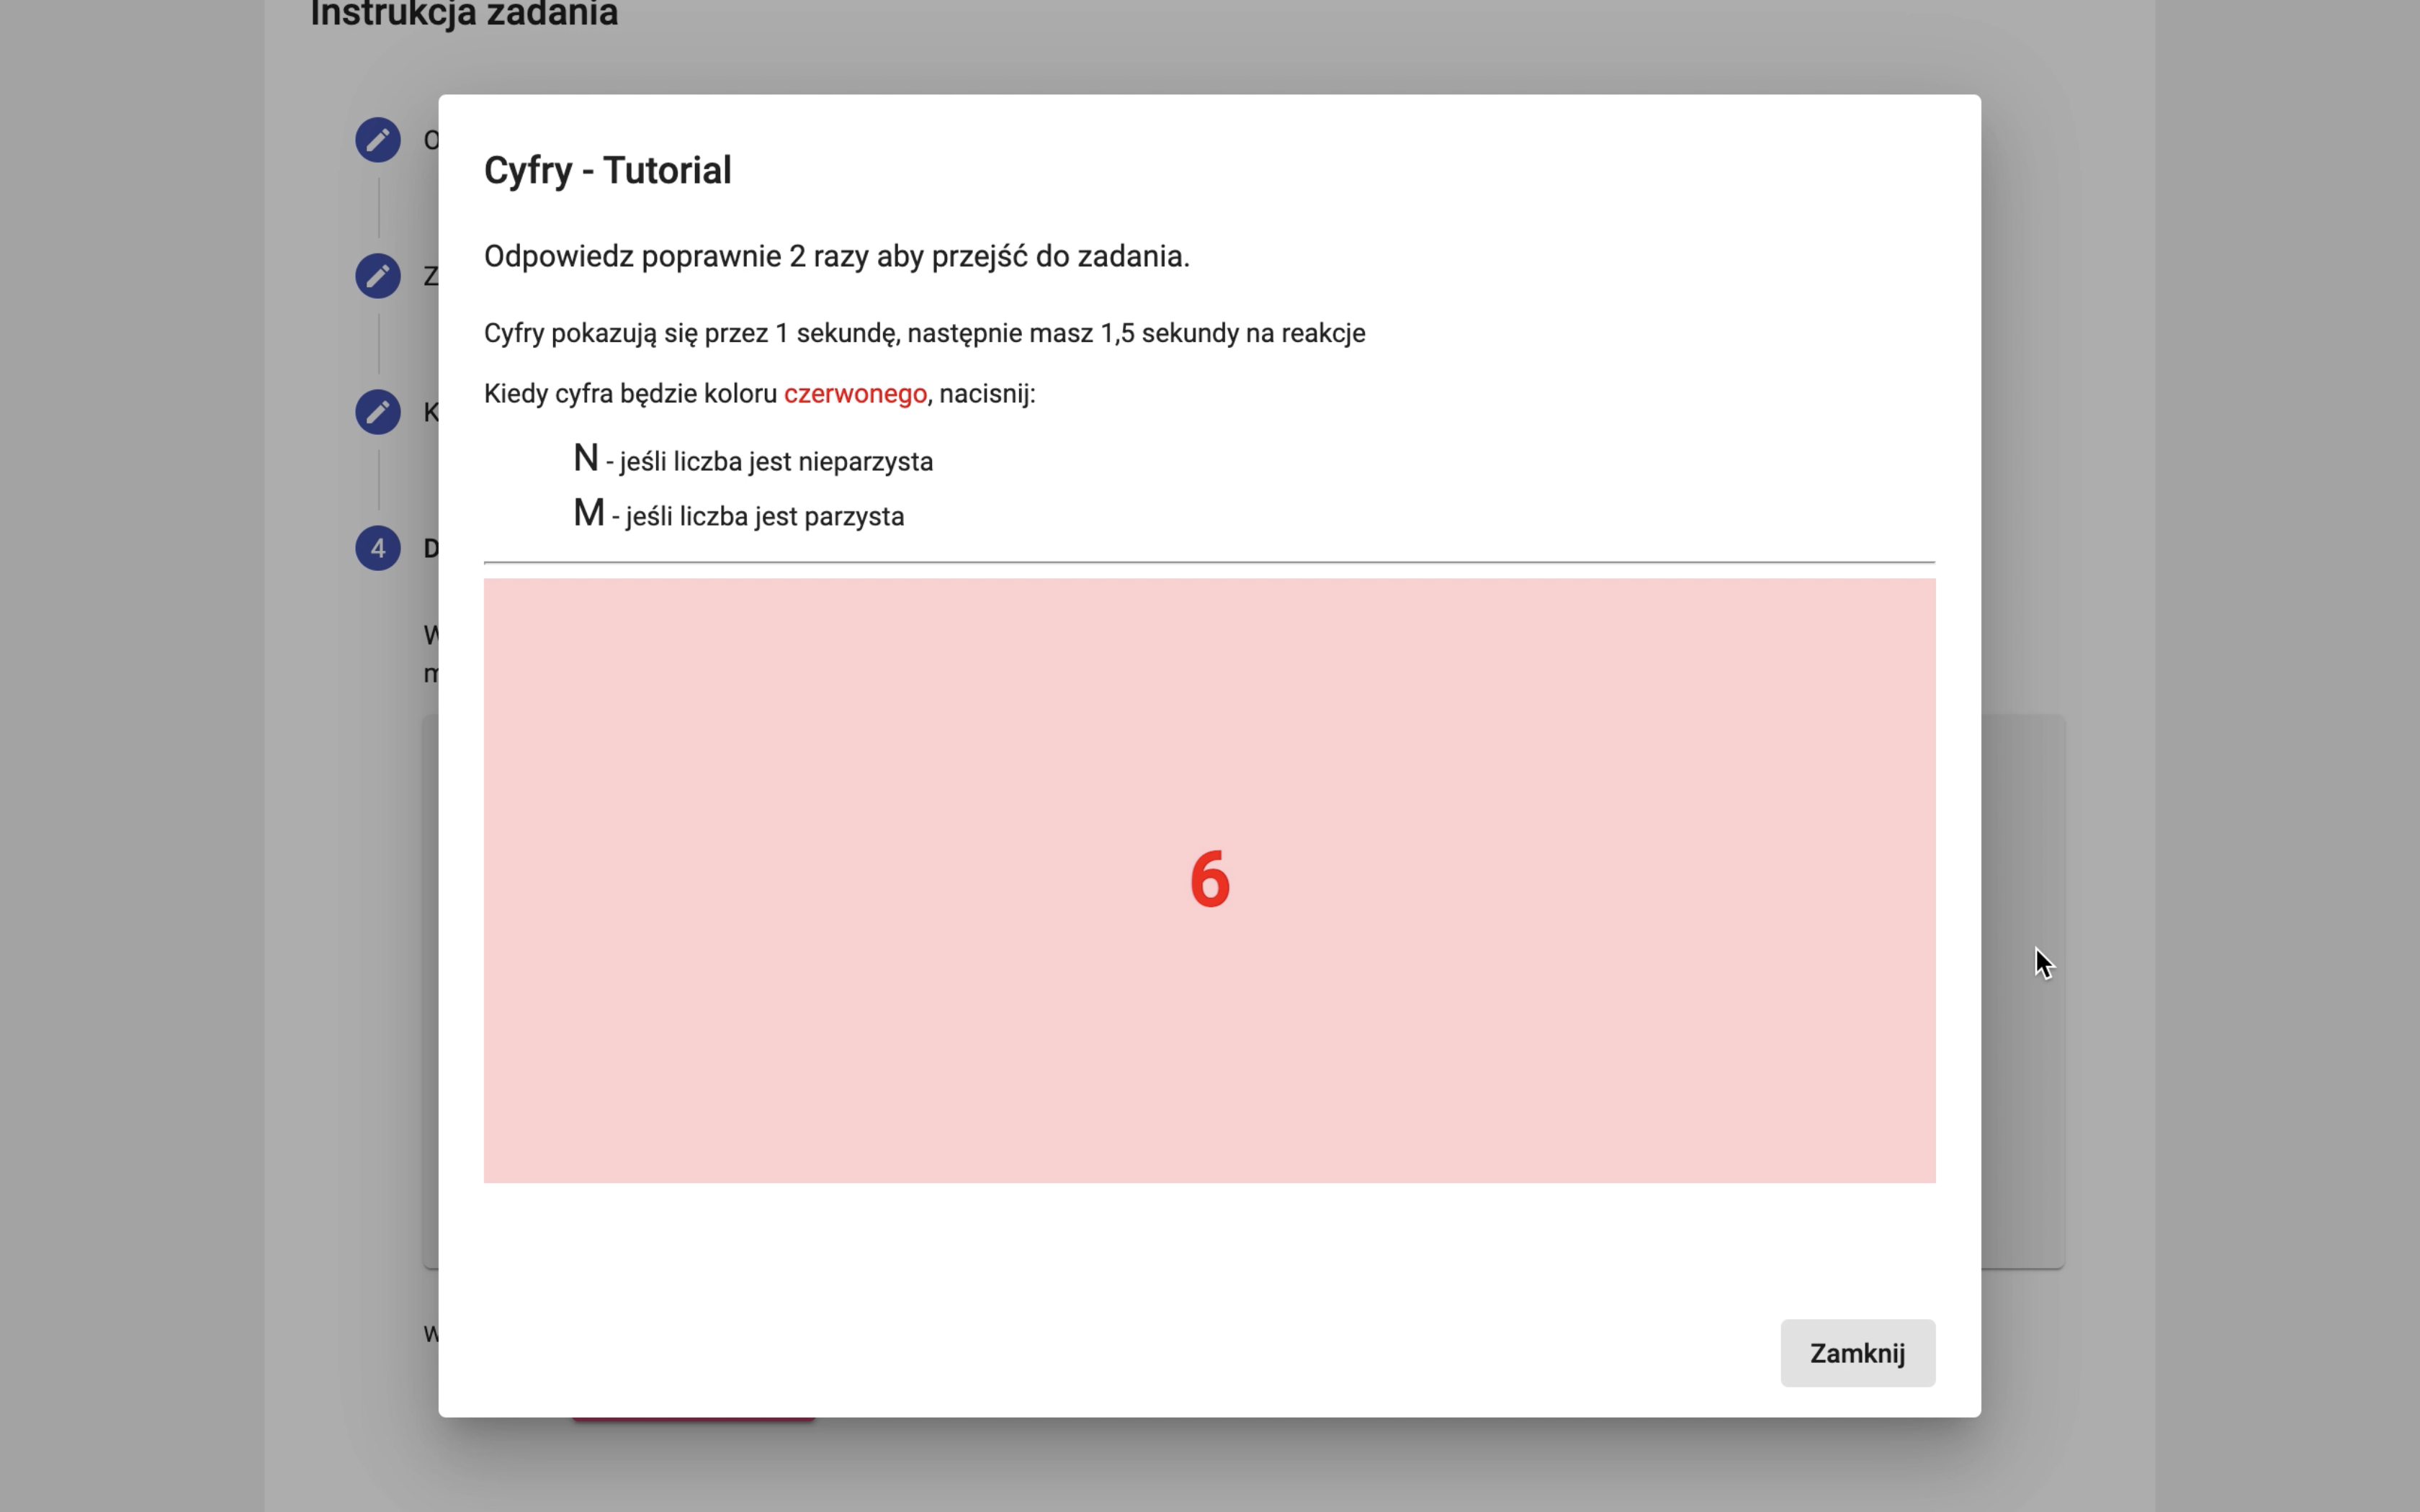 Instrukcja zadania
Cyfry - Tutorial
Odpowiedz poprawnie 2 razy aby przejść do zadania.
Cyfry pokazują się przez 1 sekundę, następnie masz 1,5 sekundy na reakcje
Kiedy cyfra będzie koloru czerwonego, nacisnij:
N - jeśli liczba jest nieparzysta
M - jeśli liczba jest parzysta
4
6
Zamknij